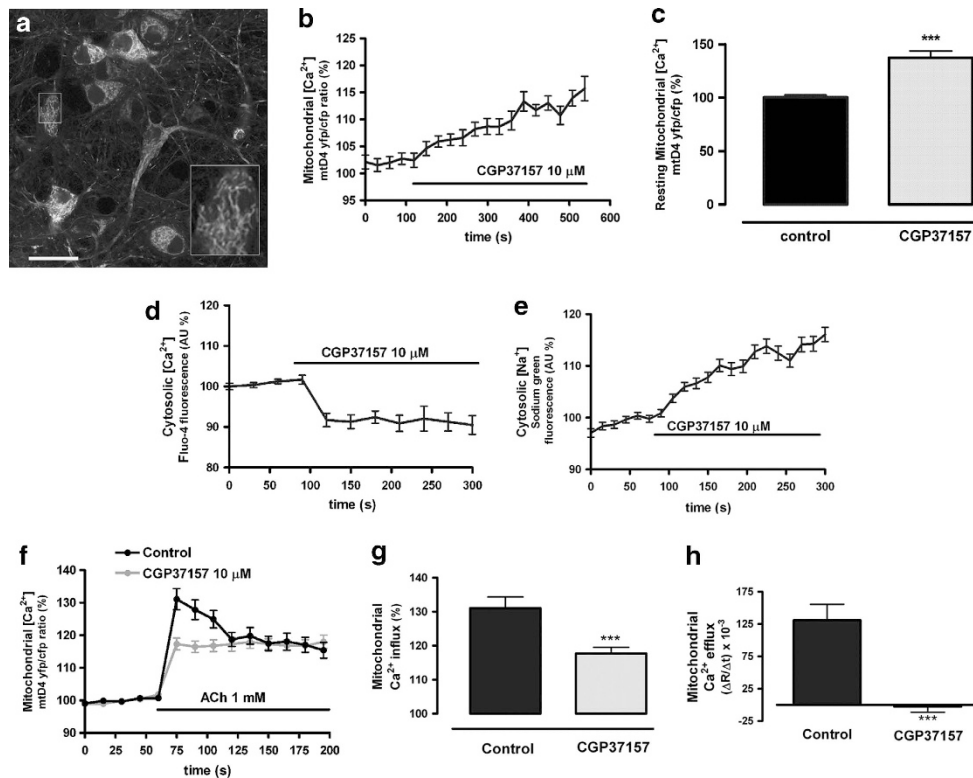 a
b
Mitochondrial [Ca2+]
mtD4 yfp/cfp ratio (%)
125
120
115
110
105
100
95
CGP37157 10 μM
0 100 200 300 400 500 600
time (s)
c
Resting Mitochondrial [Ca2+]
mtD4 yfp/cfp (%)
200
150
100
50
0
***
control CGP37157
d
Cytosolic [Ca2+]
Fluo-4 fluorescence (AU %)
120
110
100
90
80
CGP37157 10 μM
0 50 100 150 200 250 300
time (s)
e
Cytosolic [Na+]
Sodium green
fluorescence (AU %)
120
110
100
90
CGP37157 10 μM
0 50 100 150 200 250 300
time (s)
f
Control
CGP37157 10 μM
Mitochondrial [Ca2+]
mtD4 yfp/cfp ratio (%)
140
130
120
110
100
90
ACh 1 mM
0 25 50 75 100 125 150 175 200
time (s)
g
Mitochondrial
Ca2+ influx (%)
140
130
120
110
100
***
Control CGP37157
h
Mitochondrial
Ca2+ efflux
(ΔR/Δt) x 10-3
175
125
75
25
-25
***
Control CGP37157